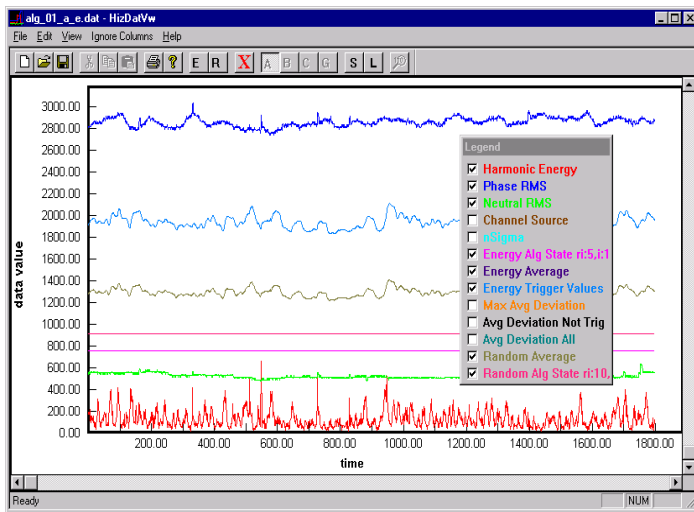 alg_01_a_e.dat - HizDatVw
File Edit View Ignore Columns Help
E R X A B C G S L
3000.00
2800.00
2600.00
2400.00
2200.00
2000.00
1800.00
1600.00
1400.00
1200.00
1000.00
800.00
600.00
400.00
200.00
0.00
data value
200.00 400.00 600.00 800.00 1000.00 1200.00 1400.00 1600.00 1800.00
time
Legend
Harmonic Energy
Phase RMS
Neutral RMS
Channel Source
nSigma
Energy Alg State ri:5,i:1
Energy Average
Energy Trigger Values
Max Avg Deviation
Avg Deviation Not Trig
Avg Deviation All
Random Average
Random Alg State ri:10,
Ready NUM